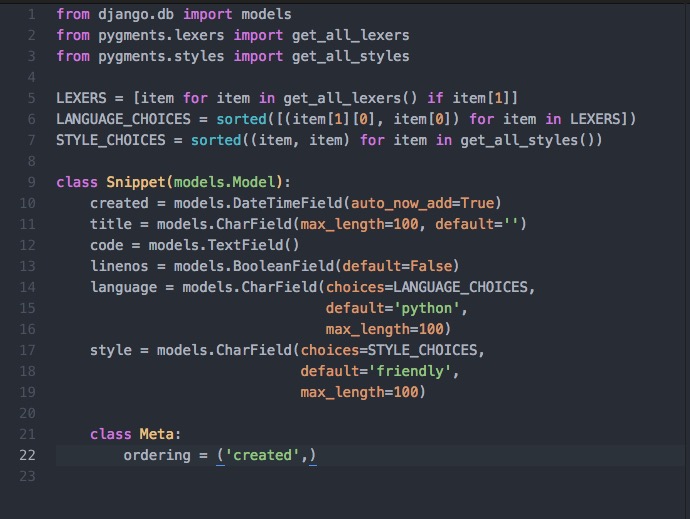 1 from django.db import models
2 from pygments.lexers import get_all_lexers
3 from pygments.styles import get_all_styles
4
5 LEXERS = [item for item in get_all_lexers() if item[1]]
6 LANGUAGE_CHOICES = sorted([(item[1][0], item[0]) for item in LEXERS])
7 STYLE_CHOICES = sorted((item, item) for item in get_all_styles())
8
9 class Snippet(models.Model):
10     created = models.DateTimeField(auto_now_add=True)
11     title = models.CharField(max_length=100, default='')
12     code = models.TextField()
13     linenos = models.BooleanField(default=False)
14     language = models.CharField(choices=LANGUAGE_CHOICES,
15                                 default='python',
16                                 max_length=100)
17     style = models.CharField(choices=STYLE_CHOICES,
18                              default='friendly',
19                              max_length=100)
20
21     class Meta:
22         ordering = ('created',)
23